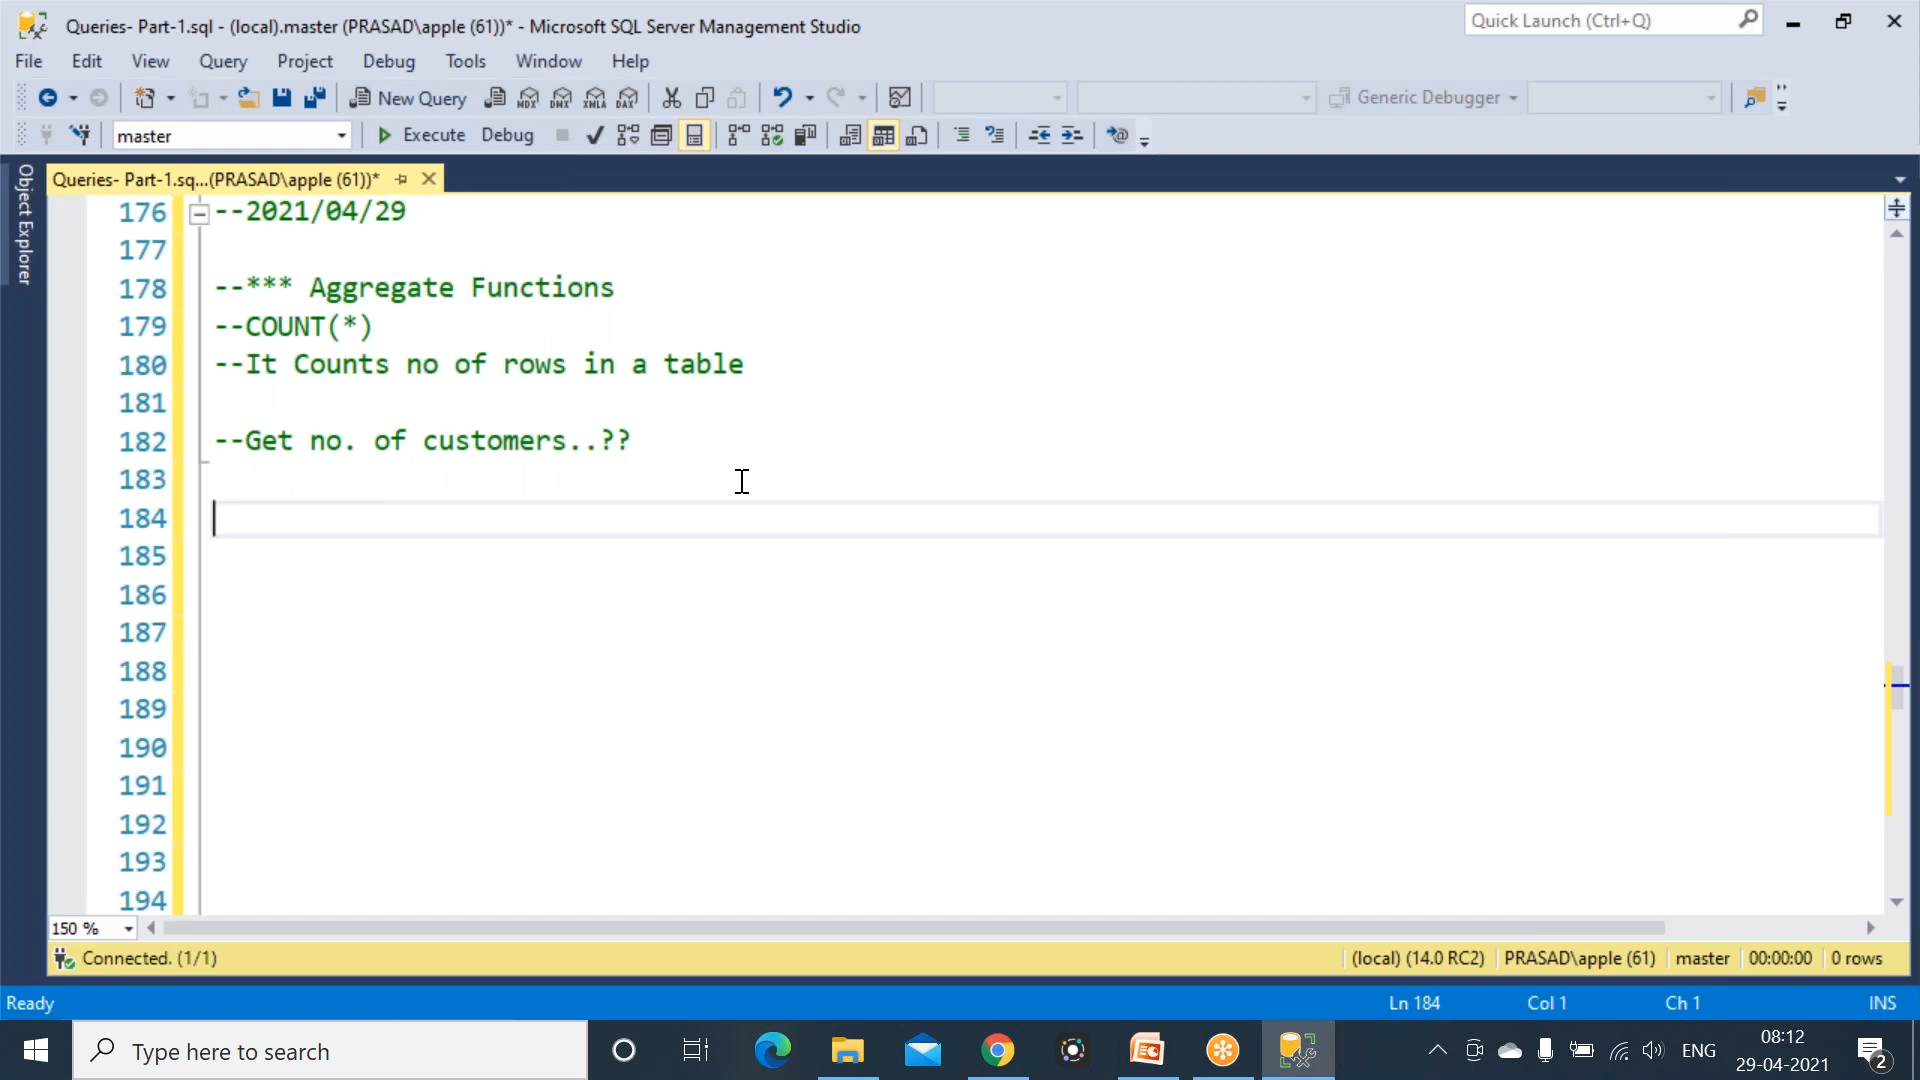 Queries- Part-1.sql - (local).master (PRASAD\apple (61))* - Microsoft SQL Server Management Studio
Quick Launch (Ctrl+Q)
File Edit View Query Project Debug Tools Window Help
New Query MDX DMX XMLA DAX Generic Debugger
master Execute Debug
Object Explorer
Queries- Part-1.sq...(PRASAD\apple (61))*
176 --2021/04/29
177
178 --*** Aggregate Functions
179 --COUNT(*)
180 --It Counts no of rows in a table
181
182 --Get no. of customers..??
183
184
185
186
187
188
189
190
191
192
193
194
150 %
Connected. (1/1) (local) (14.0 RC2) PRASAD\apple (61) master 00:00:00 0 rows
Ready Ln 184 Col 1 Ch 1 INS
Type here to search ENG 08:12
29-04-2021 2